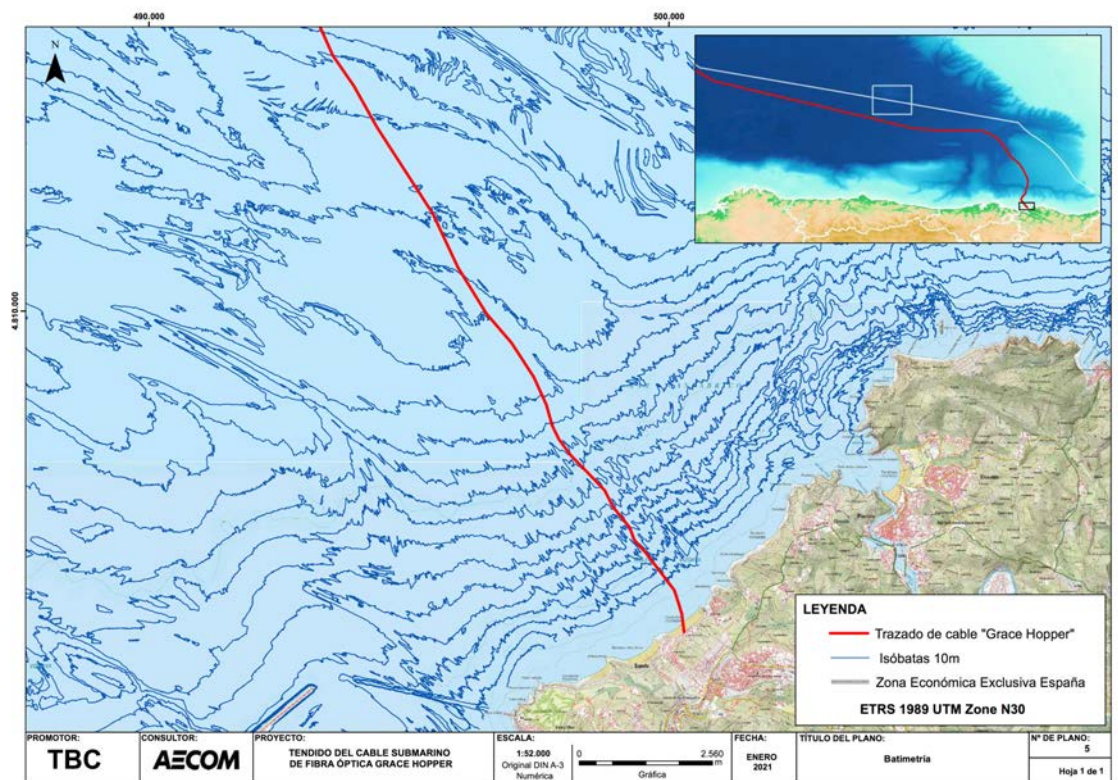 490.000
500.000
N
4.810.000
LEYENDA
Trazado de cable "Grace Hopper"
Isóbatas 10m
Zona Económica Exclusiva España
ETRS 1989 UTM Zone N30
PROMOTOR:
TBC
CONSULTOR:
AECOM
PROYECTO:
TENDIDO DEL CABLE SUBMARINO
DE FIBRA ÓPTICA GRACE HOPPER
ESCALA:
1:52.000
Original DIN A-3
Numérica
0
2.560
m
Gráfica
FECHA:
ENERO
2021
TÍTULO DEL PLANO:
Batimetría
Nº DE PLANO:
5
Hoja 1 de 1